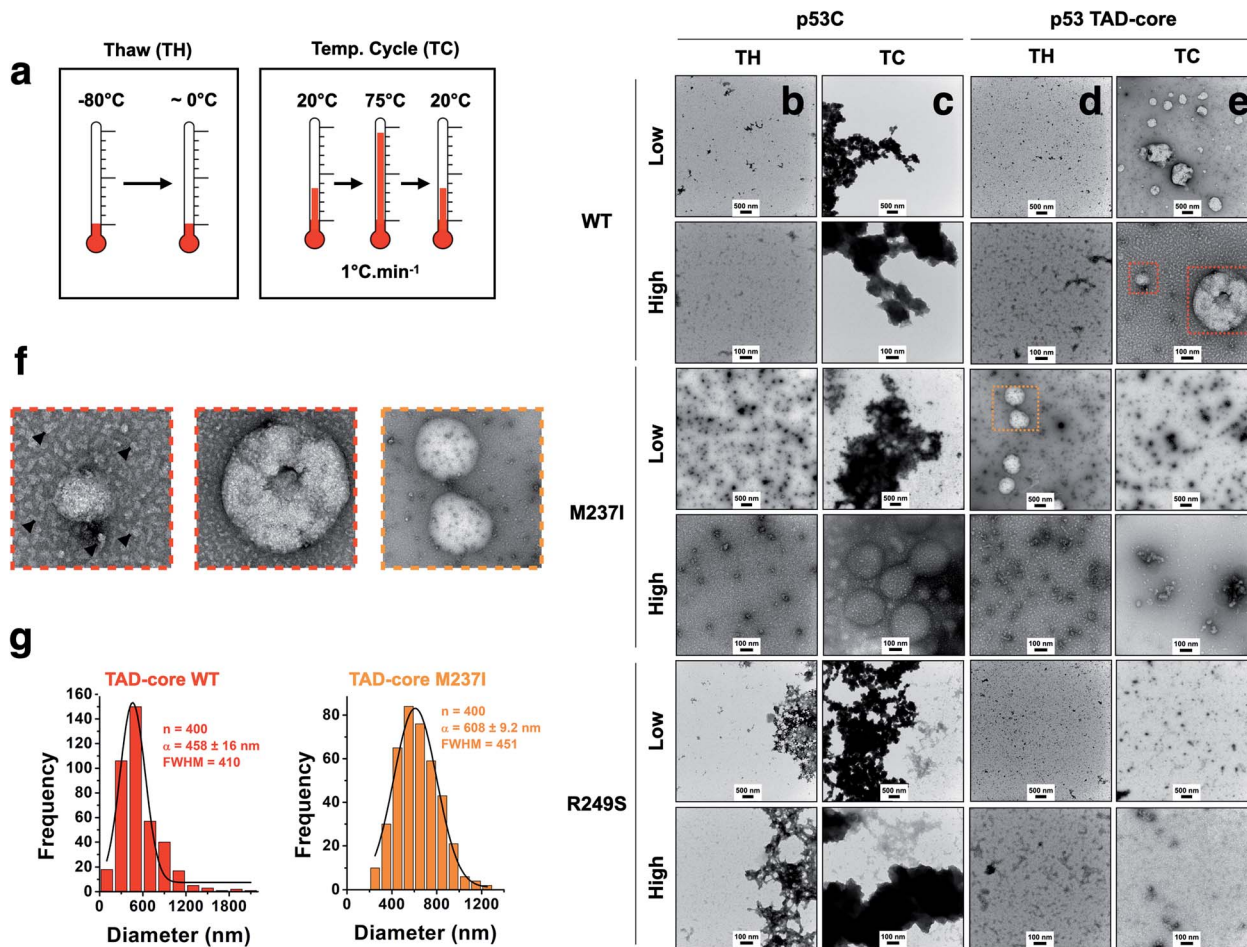 a
Thaw (TH)
Temp. Cycle (TC)
-80°C
~ 0°C
20°C
75°C
20°C
1°C.min-1
f
g
TAD-core WT
n = 400
α = 458 ± 16 nm
FWHM = 410
Frequency
160
140
120
100
80
60
40
20
0
0
600
1200
1800
Diameter (nm)
TAD-core M237I
n = 400
α = 608 ± 9.2 nm
FWHM = 451
Frequency
80
60
40
20
0
0
400
800
1200
Diameter (nm)
p53C
p53 TAD-core
TH
TC
TH
TC
b
c
d
e
WT
Low
500 nm
500 nm
500 nm
500 nm
High
100 nm
100 nm
100 nm
100 nm
M237I
Low
500 nm
500 nm
500 nm
500 nm
High
100 nm
100 nm
100 nm
100 nm
R249S
Low
500 nm
500 nm
500 nm
500 nm
High
100 nm
100 nm
100 nm
100 nm